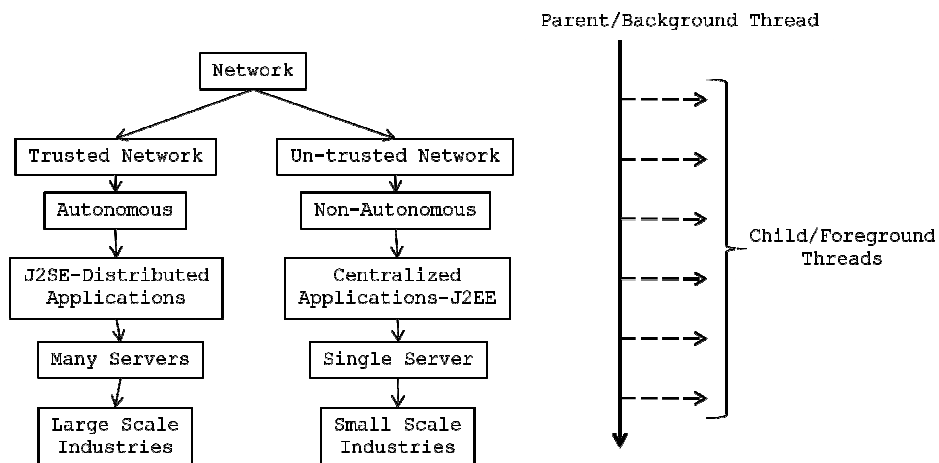 Parent/Background Thread
Network
Trusted Network
Un-trusted Network
Autonomous
Non-Autonomous
J2SE-Distributed
Applications
Centralized
Applications-J2EE
Many Servers
Single Server
Large Scale
Industries
Small Scale
Industries
Child/Foreground
Threads